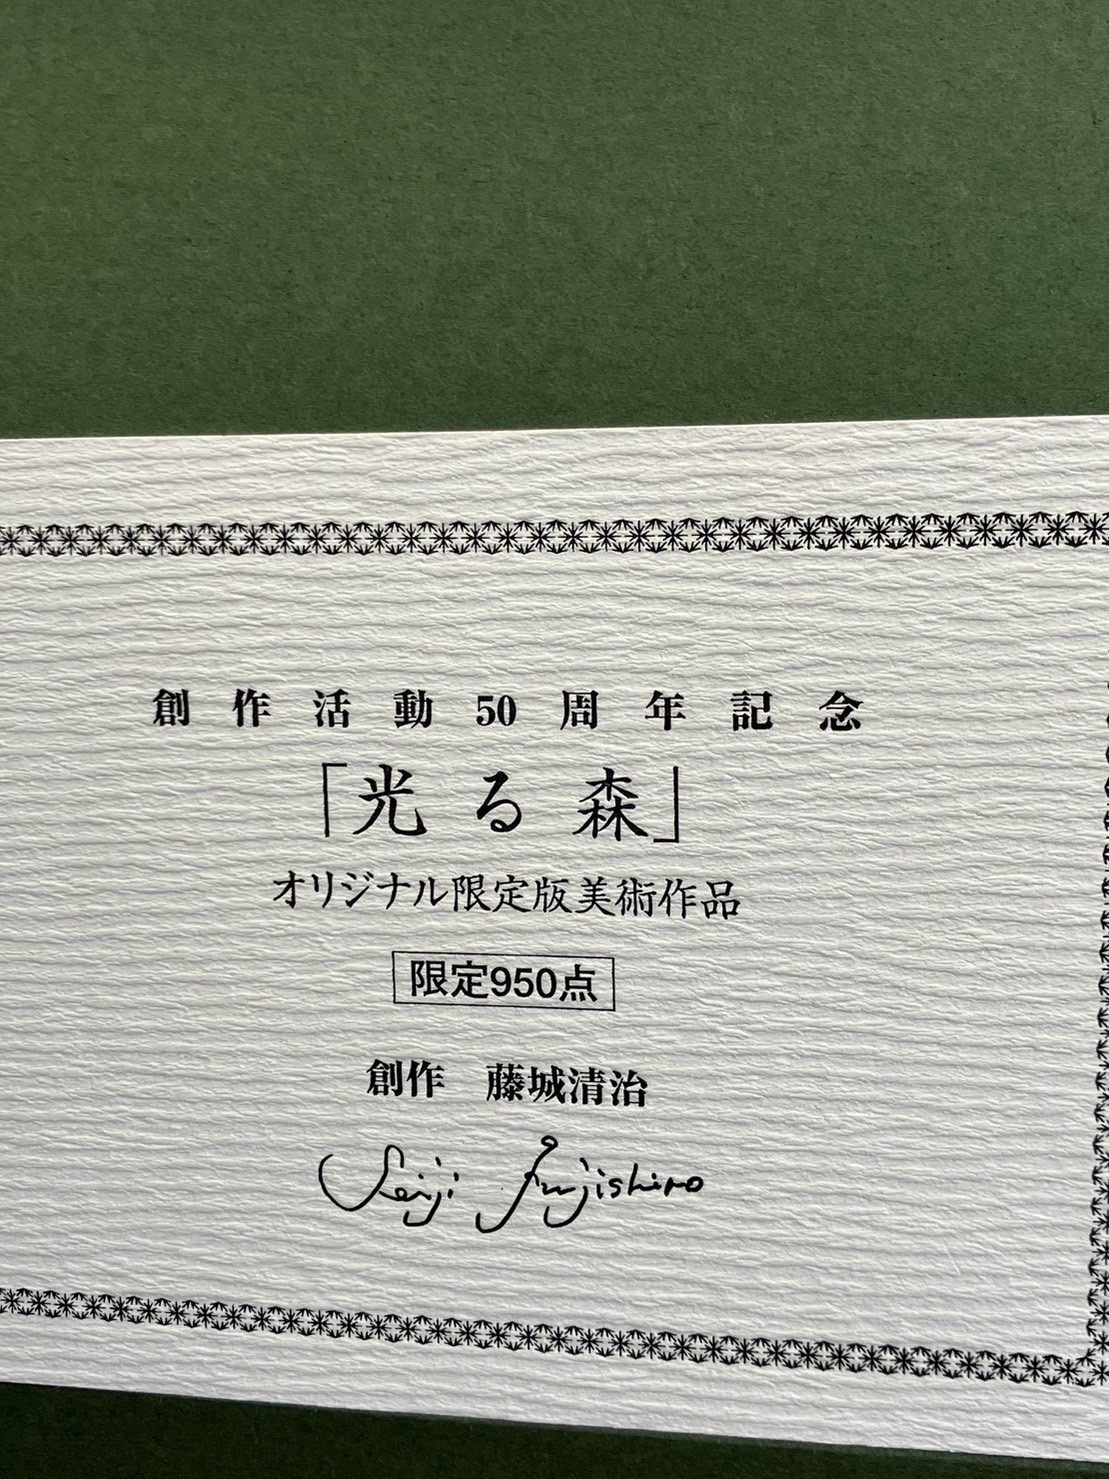 創作活動50周年記念
「光る森」
オリジナル限定版美術作品
限定950点
創作　藤城清治
Seiji Fujishiro